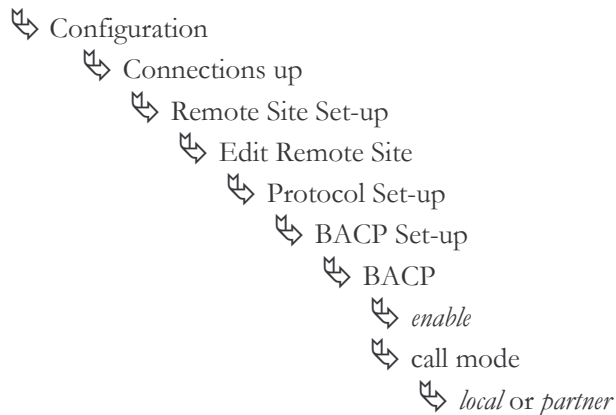 Configuration
Connections up
Remote Site Set-up
Edit Remote Site
Protocol Set-up
BACP Set-up
BACP
enable
call mode
local or partner